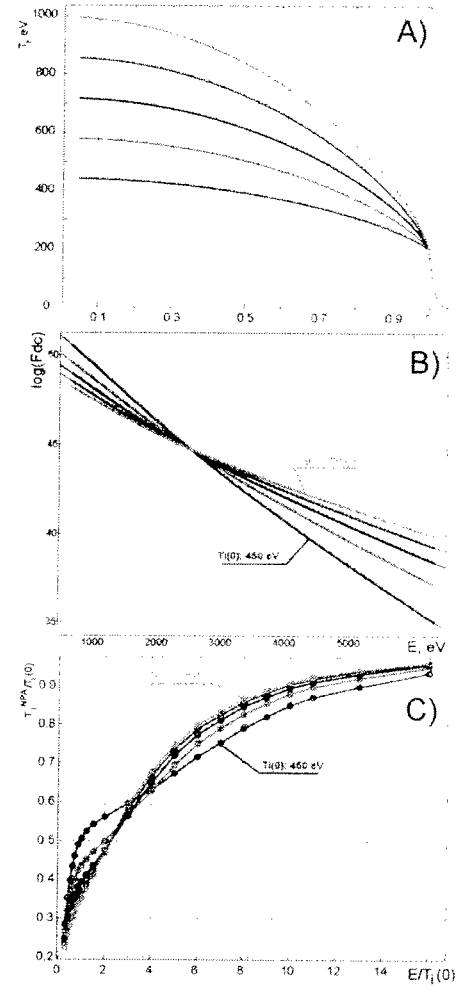 1000
T, eV
A)
800
600
400
200
0
0.1 0.3 0.5 0.7 0.9
log(Fdc)
50
B)
45
40
Ti(0): 450 eV
35
1000 2000 3000 4000 5000 E, eV
T_i^NPA/T_i(0)
0.9
C)
0.8
0.7
Ti(0): 450 eV
0.6
0.5
0.4
0.3
0.2
0 2 4 6 8 10 12 14 E/T_i(0)